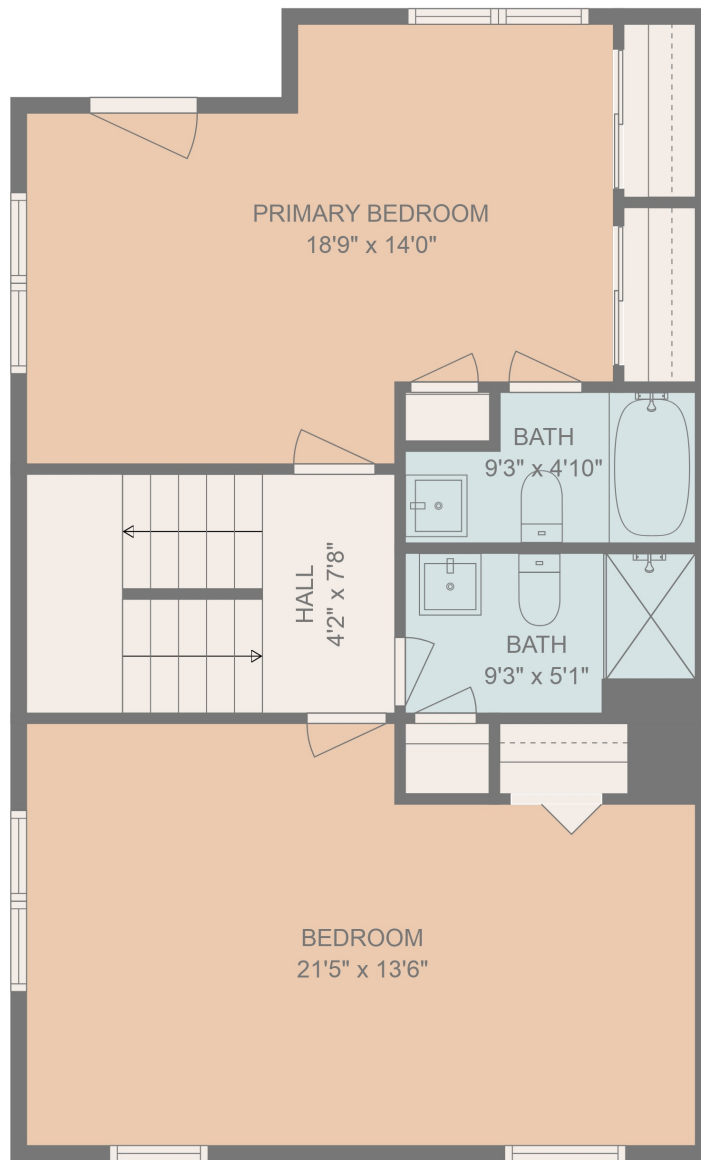 PRIMARY BEDROOM
18'9" x 14'0"
BATH
9'3" x 4'10"
HALL
4'2" x 7'8"
BATH
9'3" x 5'1"
BEDROOM
21'5" x 13'6"